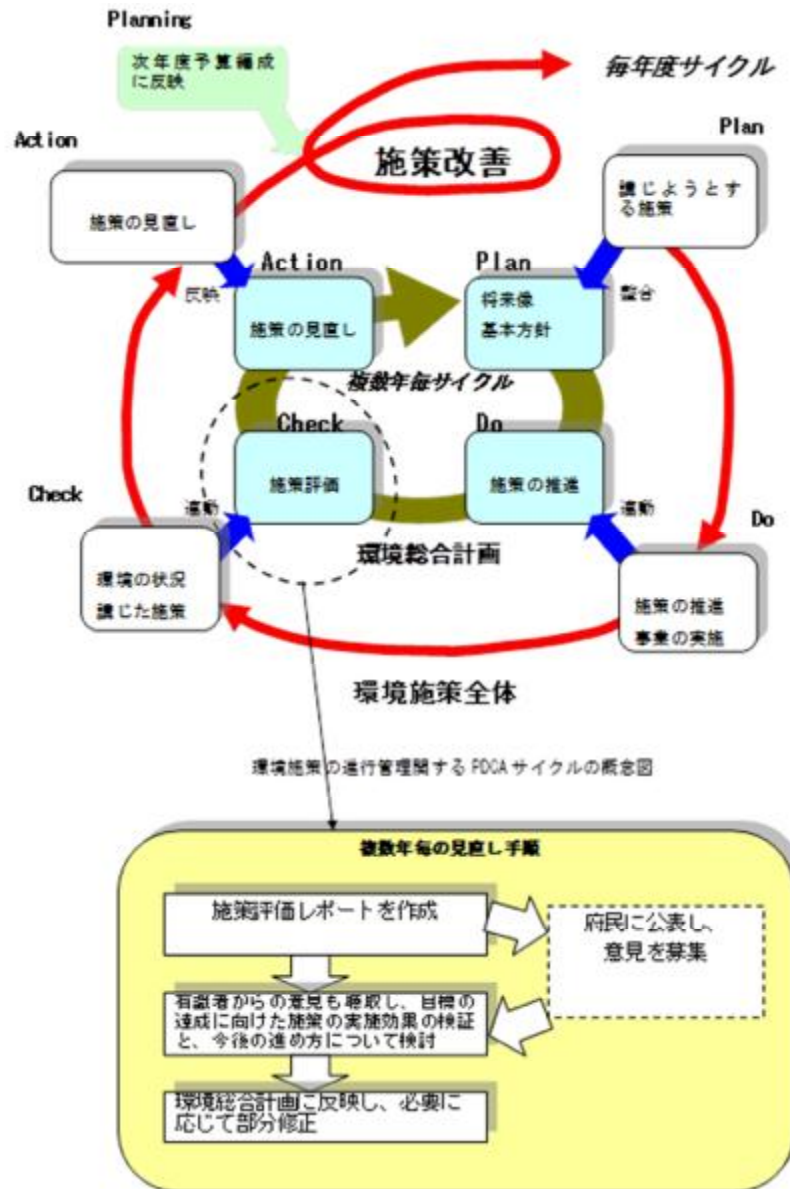 Planning
次年度予算編成
に反映
毎年度サイクル
Action
Plan
施策改善
施策の見直し
講じようとす
る施策
Action
Plan
反映
整合
施策の見直し
将来像
基本方針
複数年毎サイクル
Check
Do
施策評価
施策の推進
Check
連動
連動
Do
環境総合計画
環境の状況
講じた施策
施策の推進
事業の実施
環境施策全体
環境施策の進行管理関するPDCAサイクルの概念図
複数年毎の見直し手順
施策評価レポートを作成
府民に公表し、
意見を募集
有識者からの意見も聴取し、目標の
達成に向けた施策の実施効果の検証
と、今後の進め方について検討
環境総合計画に反映し、必要に
応じて部分修正